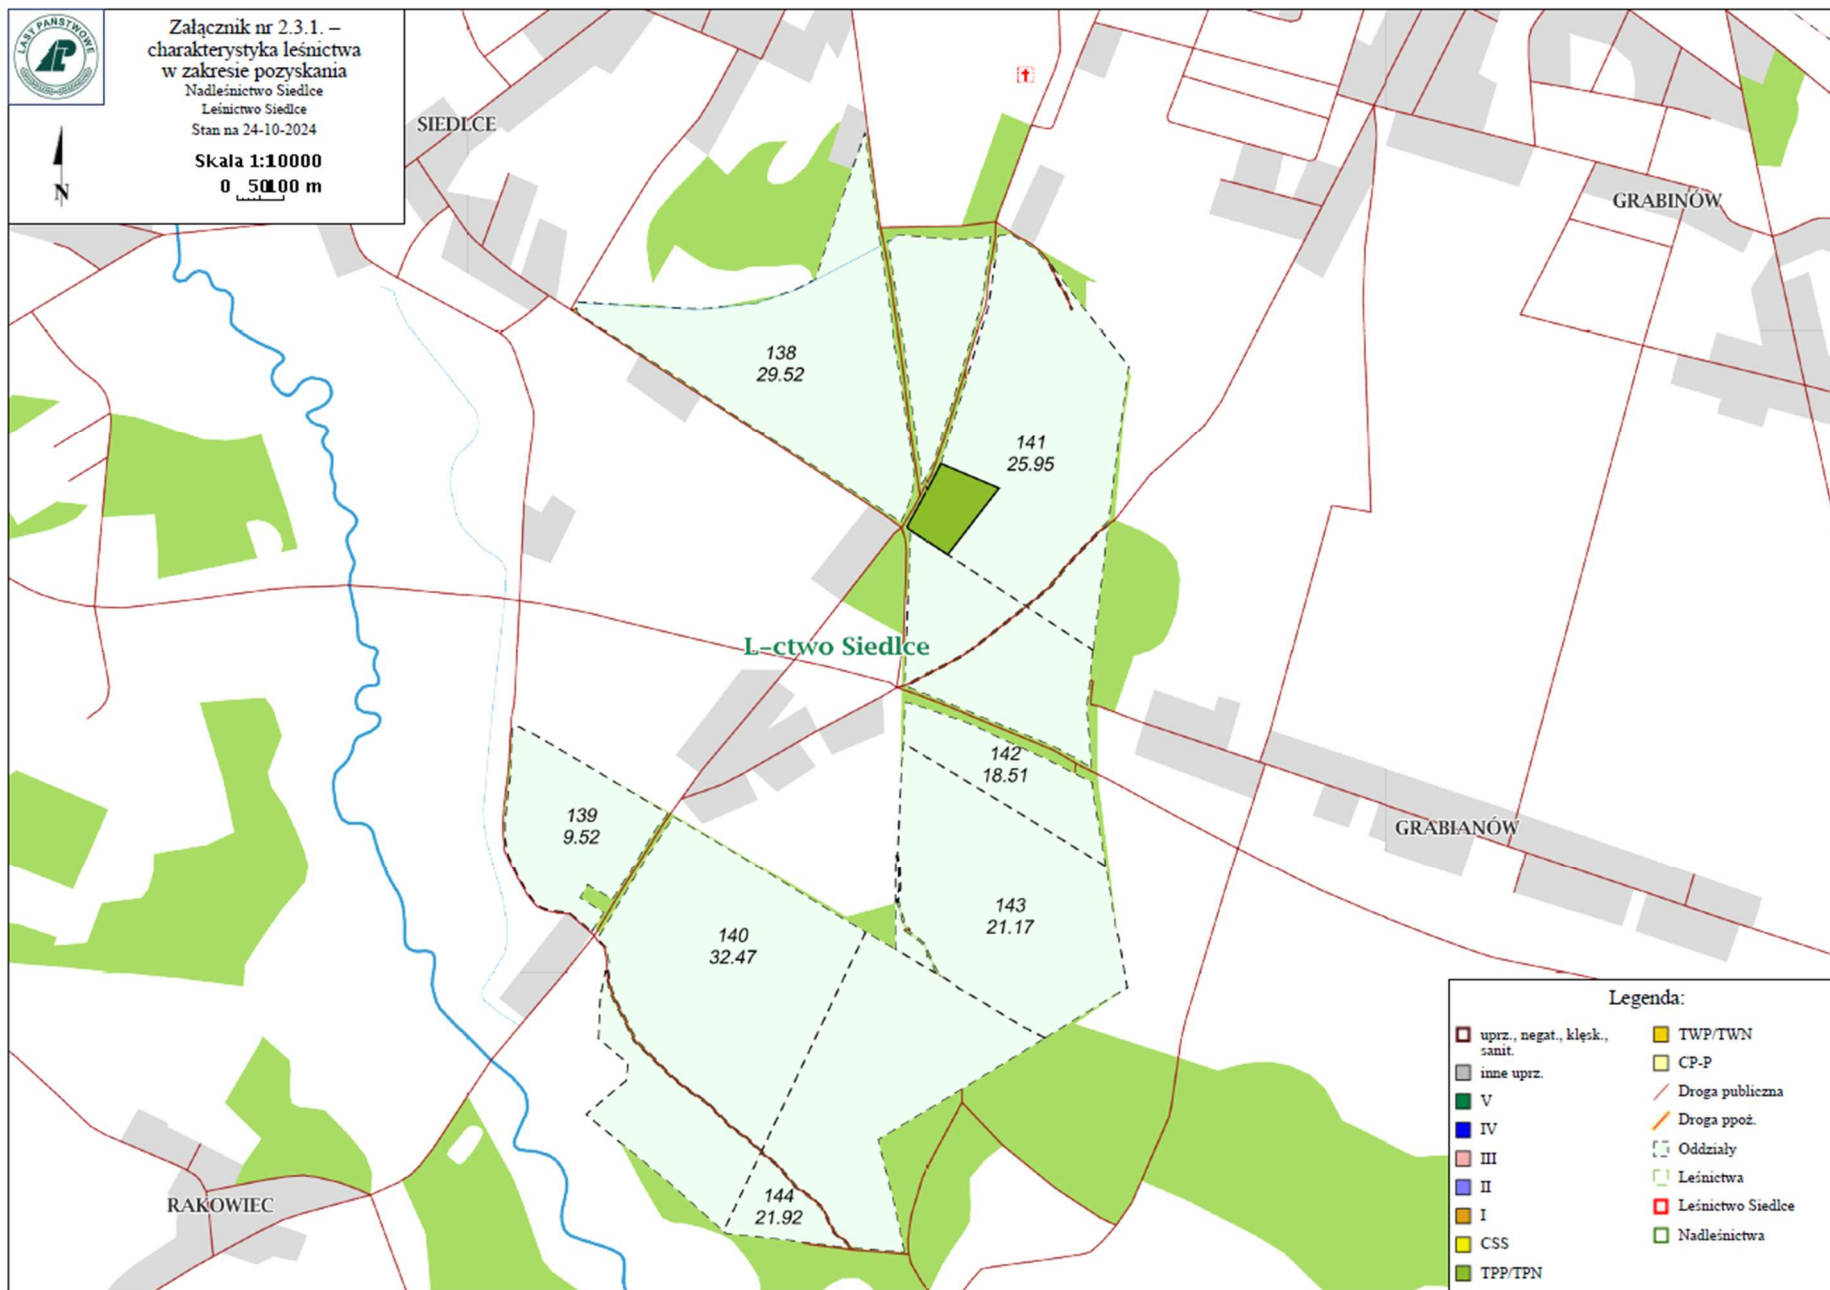 LASY PAŃSTWOWE
Załącznik nr 2.3.1. –
charakterystyka leśnictwa
w zakresie pozyskania
Nadleśnictwo Siedlce
Leśnictwo Siedlce
Stan na 24-10-2024
Skala 1:10000
0 50100 m
N
SIEDLCE
GRABINÓW
138
29.52
141
25.95
L-ctwo Siedlce
142
18.51
139
9.52
GRABIANÓW
143
21.17
140
32.47
144
21.92
RAKOWIEC
Legenda:
uprz., negat., klęsk.,
sanit.
inne uprz.
V
IV
III
II
I
CSS
TPP/TPN
TWP/TWN
CP-P
Droga publiczna
Droga ppoż.
Oddziały
Leśnictwa
Leśnictwo Siedlce
Nadleśnictwa